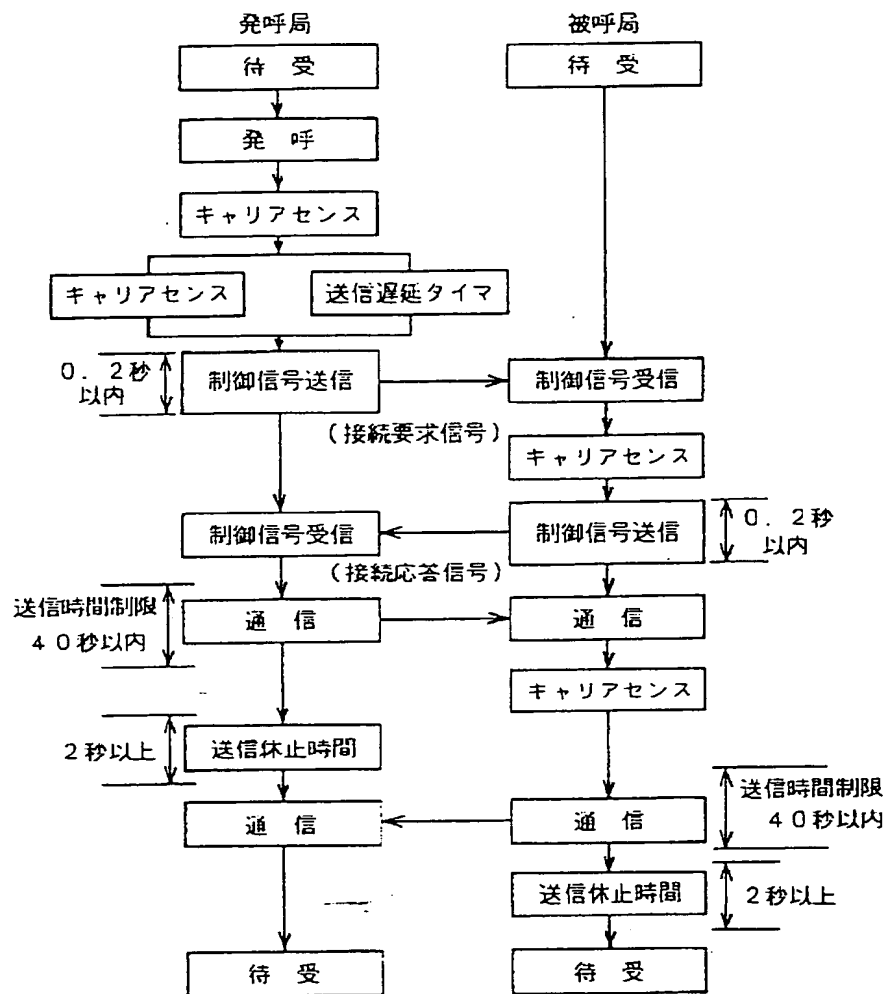 発呼局
被呼局
待 受
待 受
発 呼
キャリアセンス
キャリアセンス
送信遅延タイマ
0.2秒
以内
制御信号送信
制御信号受信
(接続要求信号)
キャリアセンス
制御信号受信
制御信号送信
0.2秒
以内
(接続応答信号)
送信時間制限
40秒以内
通 信
通 信
キャリアセンス
2秒以上
送信休止時間
通 信
通 信
送信時間制限
40秒以内
送信休止時間
2秒以上
待 受
待 受